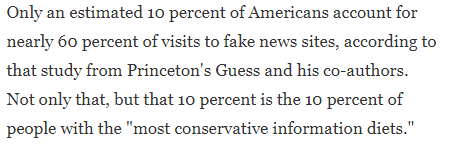 Only an estimated 10 percent of Americans account for
nearly 60 percent of visits to fake news sites, according to
that study from Princeton's Guess and his co-authors.
Not only that, but that 10 percent is the 10 percent of
people with the "most conservative information diets."